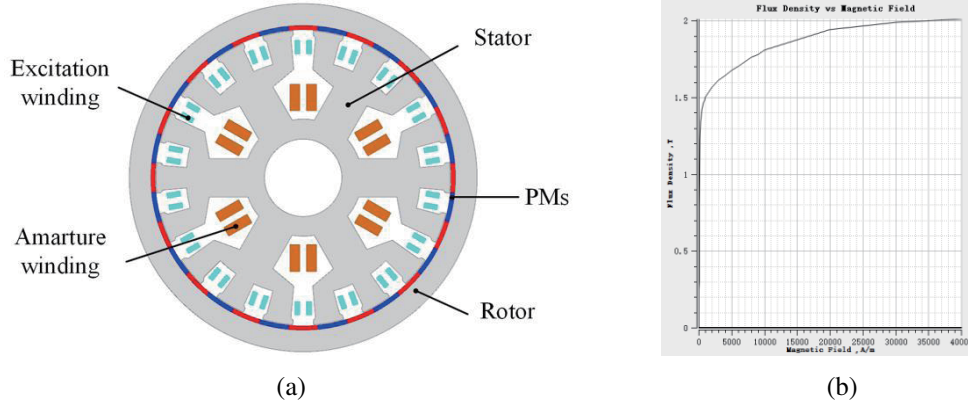 Stator
Excitation
winding
PMs
Amarture
winding
Rotor
(a)
Flux Density vs Magnetic Field
2
1.5
1
0.5
0
Flux Density ,T
0 5000 10000 15000 20000 25000 30000 35000 4000
Magnetic Field ,A/m
(b)